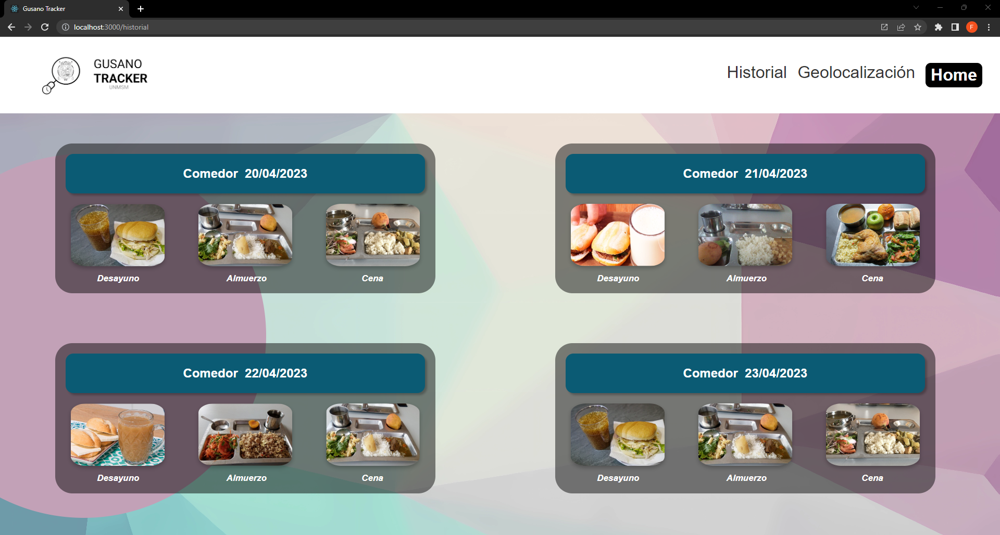 Gusano Tracker
localhost:3000/historial
F
GUSANO
TRACKER
UNMSM
Historial Geolocalización Home
Comedor 20/04/2023
Desayuno Almuerzo Cena
Comedor 21/04/2023
Desayuno Almuerzo Cena
Comedor 22/04/2023
Desayuno Almuerzo Cena
Comedor 23/04/2023
Desayuno Almuerzo Cena